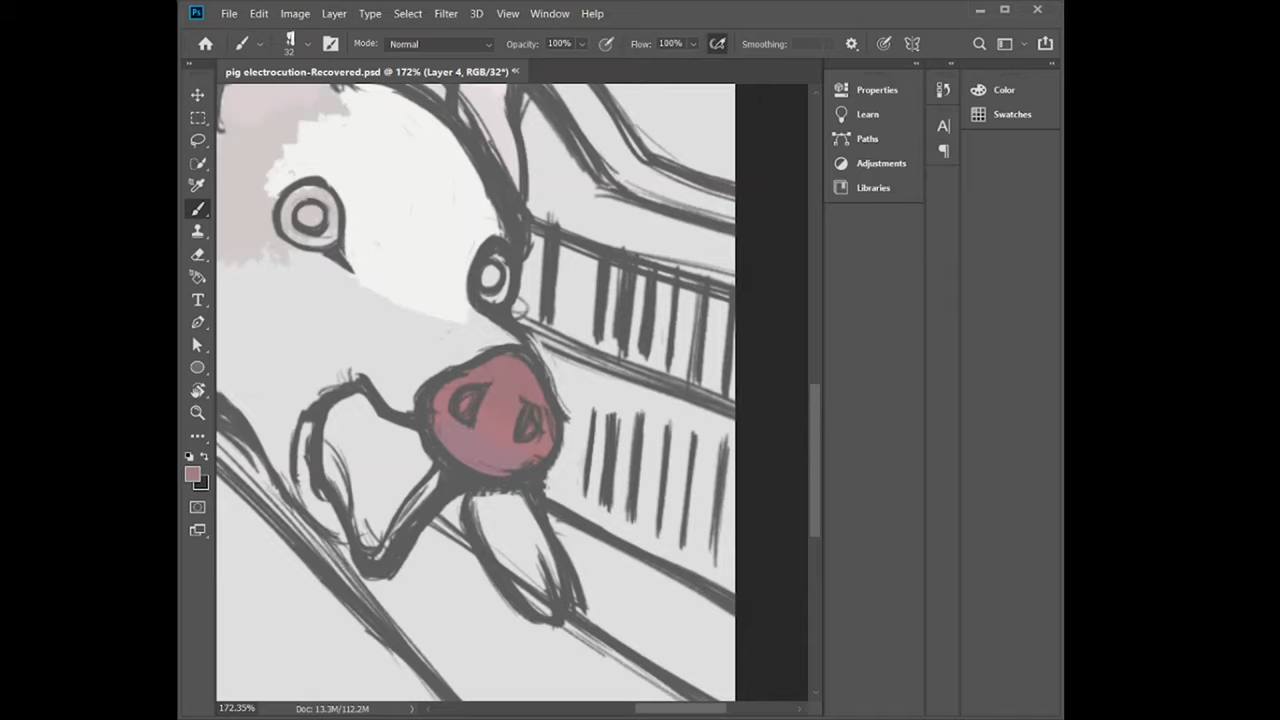 Ps File Edit Image Layer Type Select Filter 3D View Window Help
32 Mode: Normal Opacity: 100% Flow: 100% Smoothing:
pig electrocution-Recovered.psd @ 172% (Layer 4, RGB/32*)
Properties
Learn
Paths
Adjustments
Libraries
Color
Swatches
172.35% Doc: 13.3M/112.2M